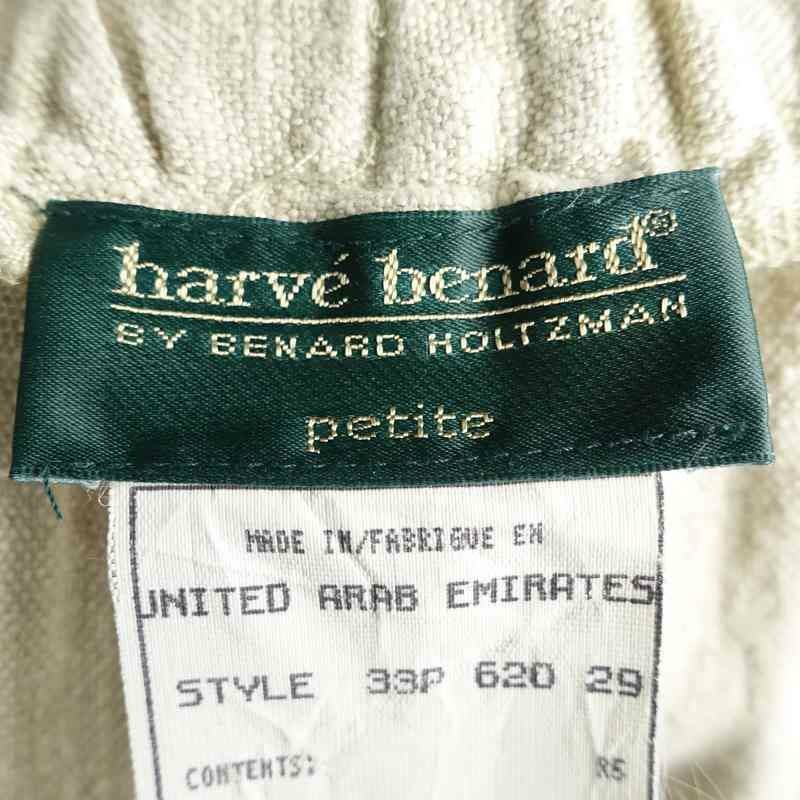 harvé benard®
BY BENARD HOLTZMAN
petite
MADE IN/FABRIQUE EN
UNITED ARAB EMIRATES
STYLE 33P 620 29
CONTENTS: